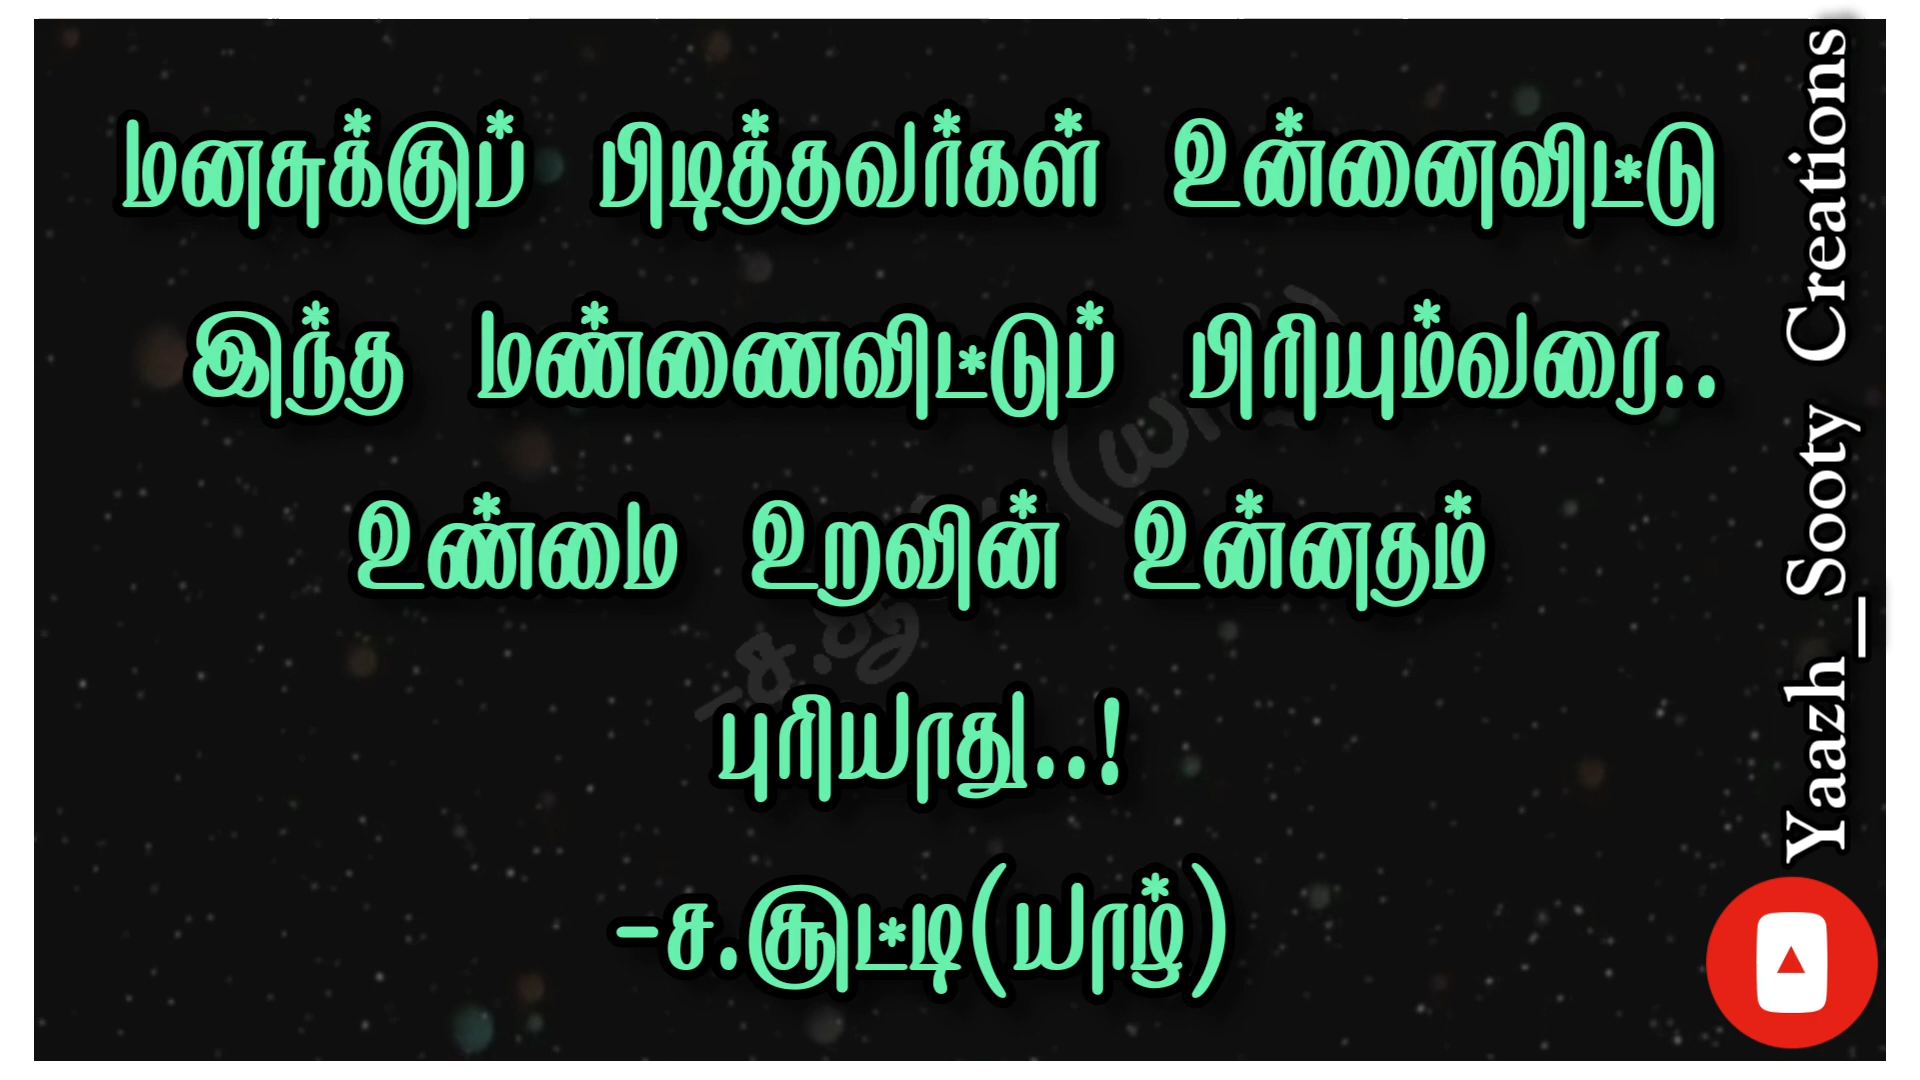 மனசுக்குப் பிடித்தவர்கள் உன்னைவிட்டு
இந்த மண்ணைவிட்டுப் பிரியும்வரை..
உண்மை உறவின் உன்னதம்
புரியாது..!
-ச.சூட்டி(யாழ்)
Yaazh_Sooty Creations